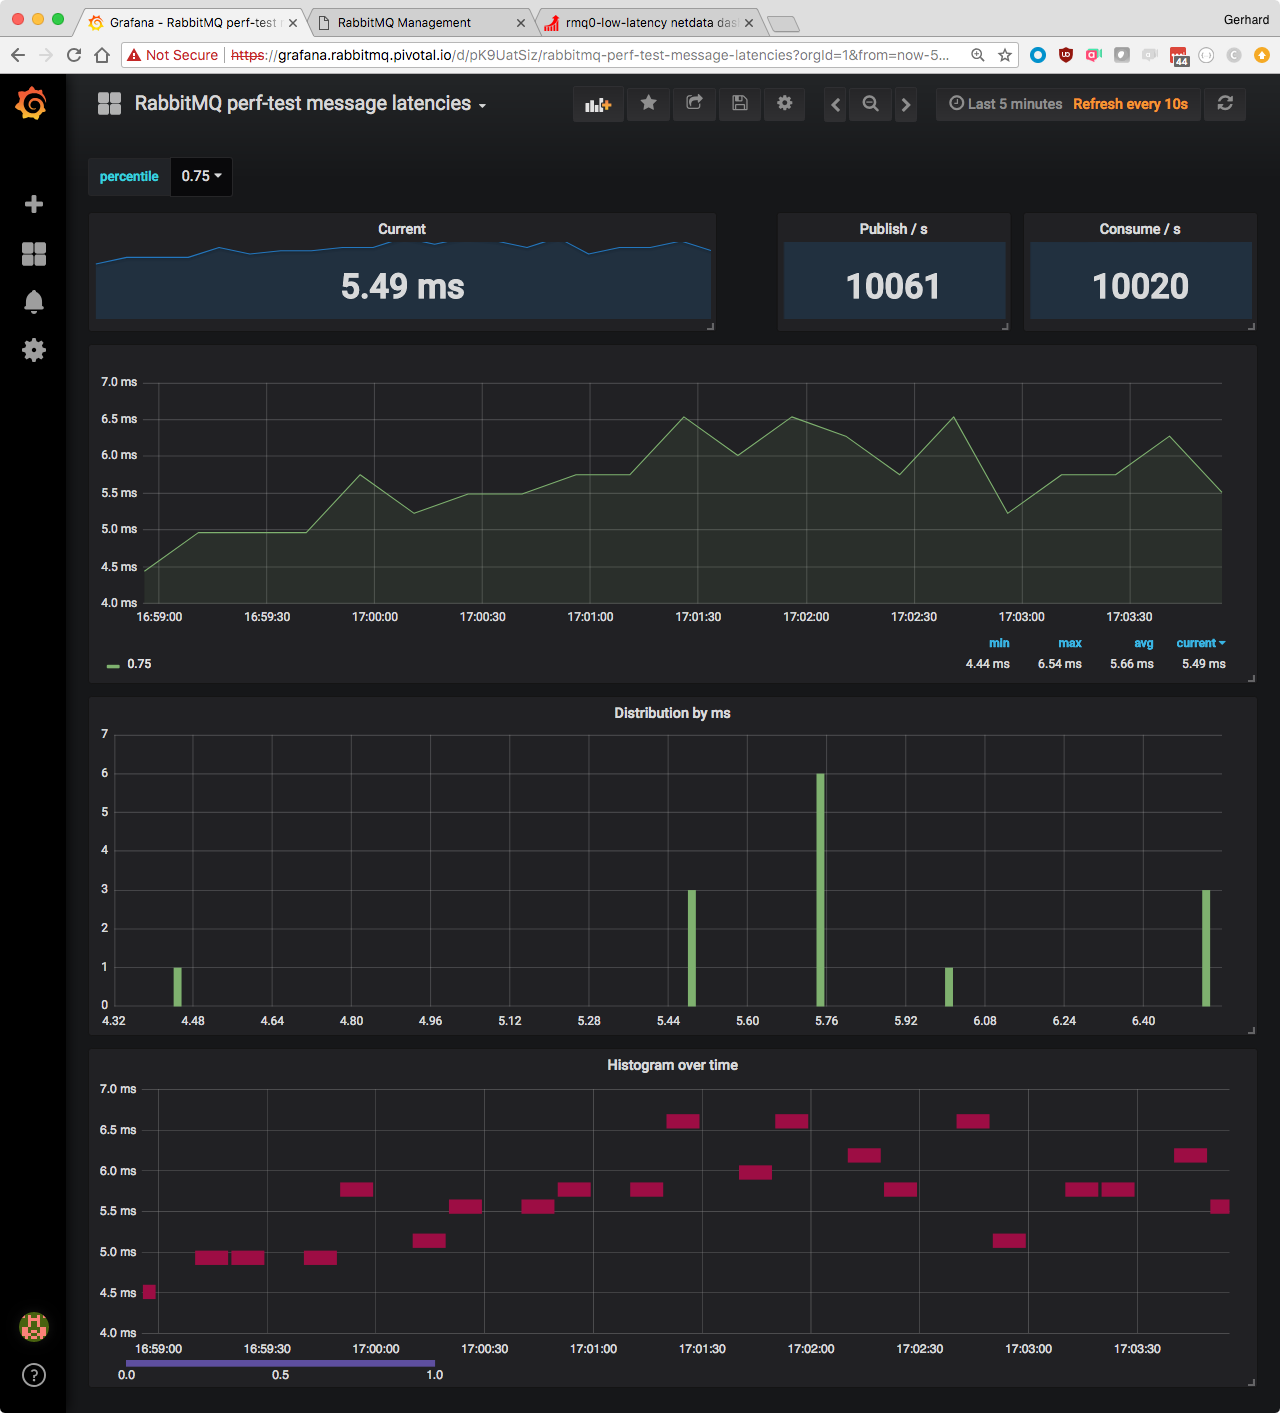 Grafana - RabbitMQ perf-test
RabbitMQ Management
rmq0-low-latency netdata das
Gerhard
Not Secure
https://grafana.rabbitmq.pivotal.io/d/pK9UatSiz/rabbitmq-perf-test-message-latencies?orgId=1&from=now-5...
44
RabbitMQ perf-test message latencies
Last 5 minutes Refresh every 10s
percentile 0.75
Current
5.49 ms
Publish / s
10061
Consume / s
10020
7.0 ms
6.5 ms
6.0 ms
5.5 ms
5.0 ms
4.5 ms
4.0 ms
16:59:00 16:59:30 17:00:00 17:00:30 17:01:00 17:01:30 17:02:00 17:02:30 17:03:00 17:03:30
min max avg current
0.75 4.44 ms 6.54 ms 5.66 ms 5.49 ms
Distribution by ms
7
6
5
4
3
2
1
0
4.32 4.48 4.64 4.80 4.96 5.12 5.28 5.44 5.60 5.76 5.92 6.08 6.24 6.40
Histogram over time
7.0 ms
6.5 ms
6.0 ms
5.5 ms
5.0 ms
4.5 ms
4.0 ms
16:59:00 16:59:30 17:00:00 17:00:30 17:01:00 17:01:30 17:02:00 17:02:30 17:03:00 17:03:30
0.0 0.5 1.0